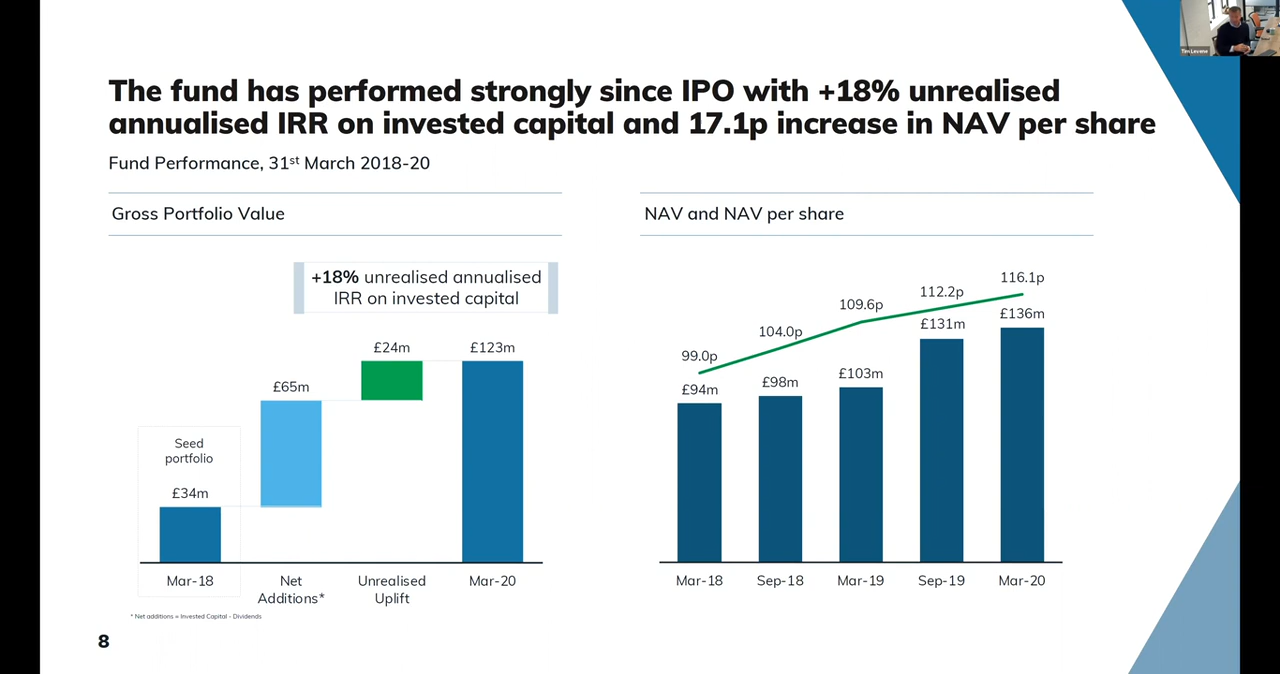 Tim Levene
The fund has performed strongly since IPO with +18% unrealised
annualised IRR on invested capital and 17.1p increase in NAV per share
Fund Performance, 31st March 2018-20
Gross Portfolio Value
+18% unrealised annualised
IRR on invested capital
Seed
portfolio
£34m
£65m
£24m
£123m
Mar-18
Net
Additions*
Unrealised
Uplift
Mar-20
* Net additions = Invested Capital - Dividends
NAV and NAV per share
99.0p
104.0p
109.6p
112.2p
116.1p
£94m
£98m
£103m
£131m
£136m
Mar-18
Sep-18
Mar-19
Sep-19
Mar-20
8